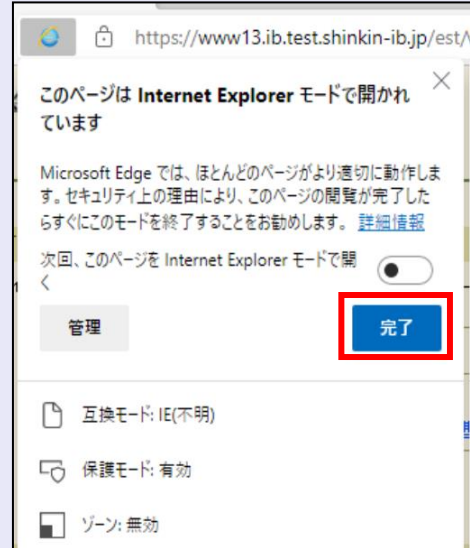 https://www13.ib.test.shinkin-ib.jp/est/
このページは Internet Explorer モードで開かれ
ています
Microsoft Edge では、ほとんどのページがより適切に動作しま
す。セキュリティ上の理由により、このページの閲覧が完了した
らすぐにこのモードを終了することをお勧めします。 詳細情報
次回、このページを Internet Explorer モードで開
く
管理
完了
互換モード: IE(不明)
保護モード: 有効
ゾーン: 無効